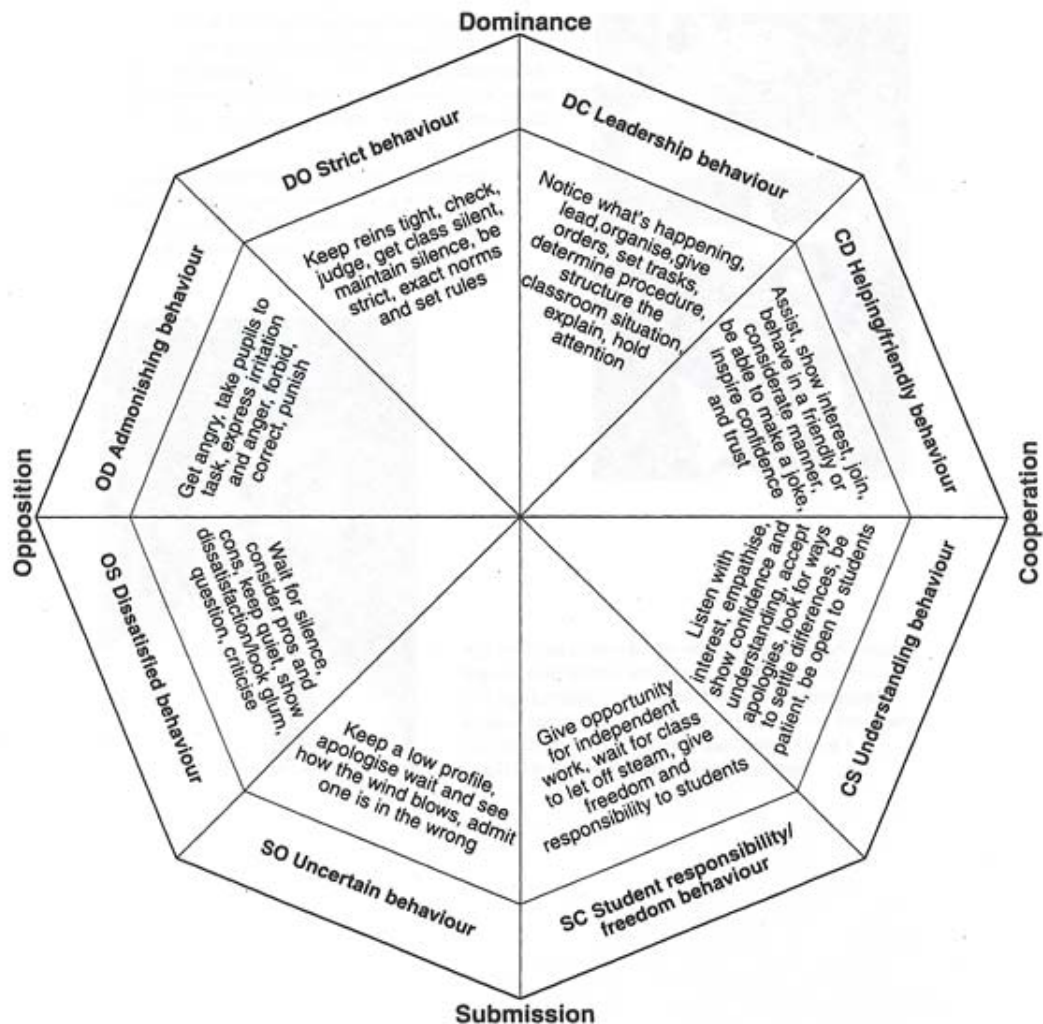 Dominance
DO Strict behaviour
DC Leadership behaviour
Keep reins tight, check,
judge, get class silent,
maintain silence, be
strict, exact norms
and set rules
Notice what's happening,
lead,organise,give
orders, set trasks,
determine procedure,
structure the
classroom situation,
explain, hold
attention
OD Admonishing behaviour
Get angry, take pupils to
task, express irritation
and anger, forbid,
correct, punish
CD Helping/friendly behaviour
Assist, show interest, join,
behave in a friendly or
considerate manner,
be able to make a joke,
inspire confidence
and trust
Opposition
Cooperation
OS Dissatisfied behaviour
Wait for silence,
consider pros and
cons, keep quiet, show
dissatisfaction/look glum,
question, criticise
Listen with
interest, empathise,
show confidence and
understanding, accept
apologies, look for ways
to settle differences, be
patient, be open to students
CS Understanding behaviour
Keep a low profile,
apologise wait and see
how the wind blows, admit
one is in the wrong
SO Uncertain behaviour
Give opportunity
for independent
work, wait for class
to let off steam, give
freedom and
responsibility to students
SC Student responsibility/
freedom behaviour
Submission